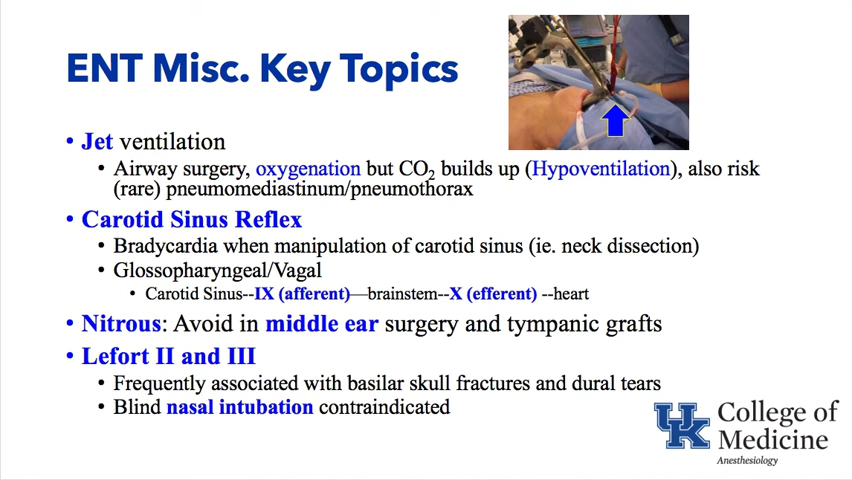 ENT Misc. Key Topics
• Jet ventilation
• Airway surgery, oxygenation but CO₂ builds up (Hypoventilation), also risk
(rare) pneumomediastinum/pneumothorax
• Carotid Sinus Reflex
• Bradycardia when manipulation of carotid sinus (ie. neck dissection)
• Glossopharyngeal/Vagal
• Carotid Sinus--IX (afferent)—brainstem--X (efferent) --heart
• Nitrous: Avoid in middle ear surgery and tympanic grafts
• Lefort II and III
• Frequently associated with basilar skull fractures and dural tears
• Blind nasal intubation contraindicated
UK
College of
Medicine
Anesthesiology